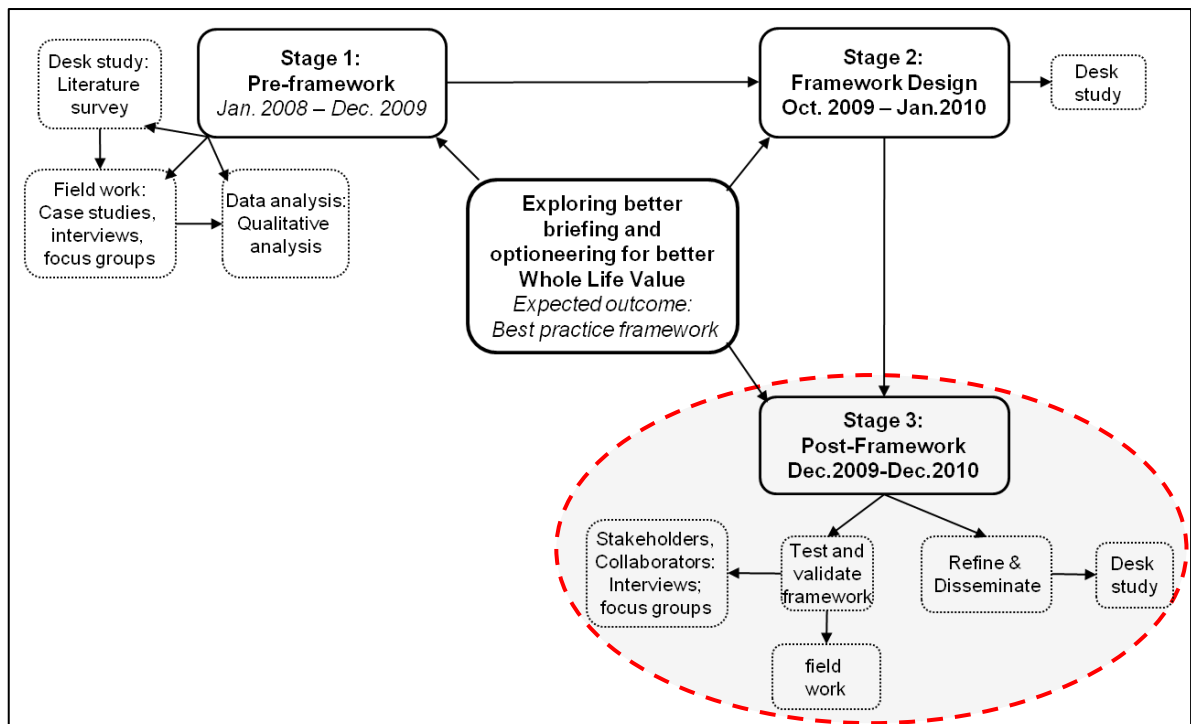 Desk study:
Literature
survey
Stage 1:
Pre-framework
Jan. 2008 – Dec. 2009
Stage 2:
Framework Design
Oct. 2009 – Jan.2010
Desk
study
Field work:
Case studies,
interviews,
focus groups
Data analysis:
Qualitative
analysis
Exploring better
briefing and
optioneering for better
Whole Life Value
Expected outcome:
Best practice framework
Stage 3:
Post-Framework
Dec.2009-Dec.2010
Stakeholders,
Collaborators:
Interviews;
focus groups
Test and
validate
framework
Refine &
Disseminate
Desk
study
field
work